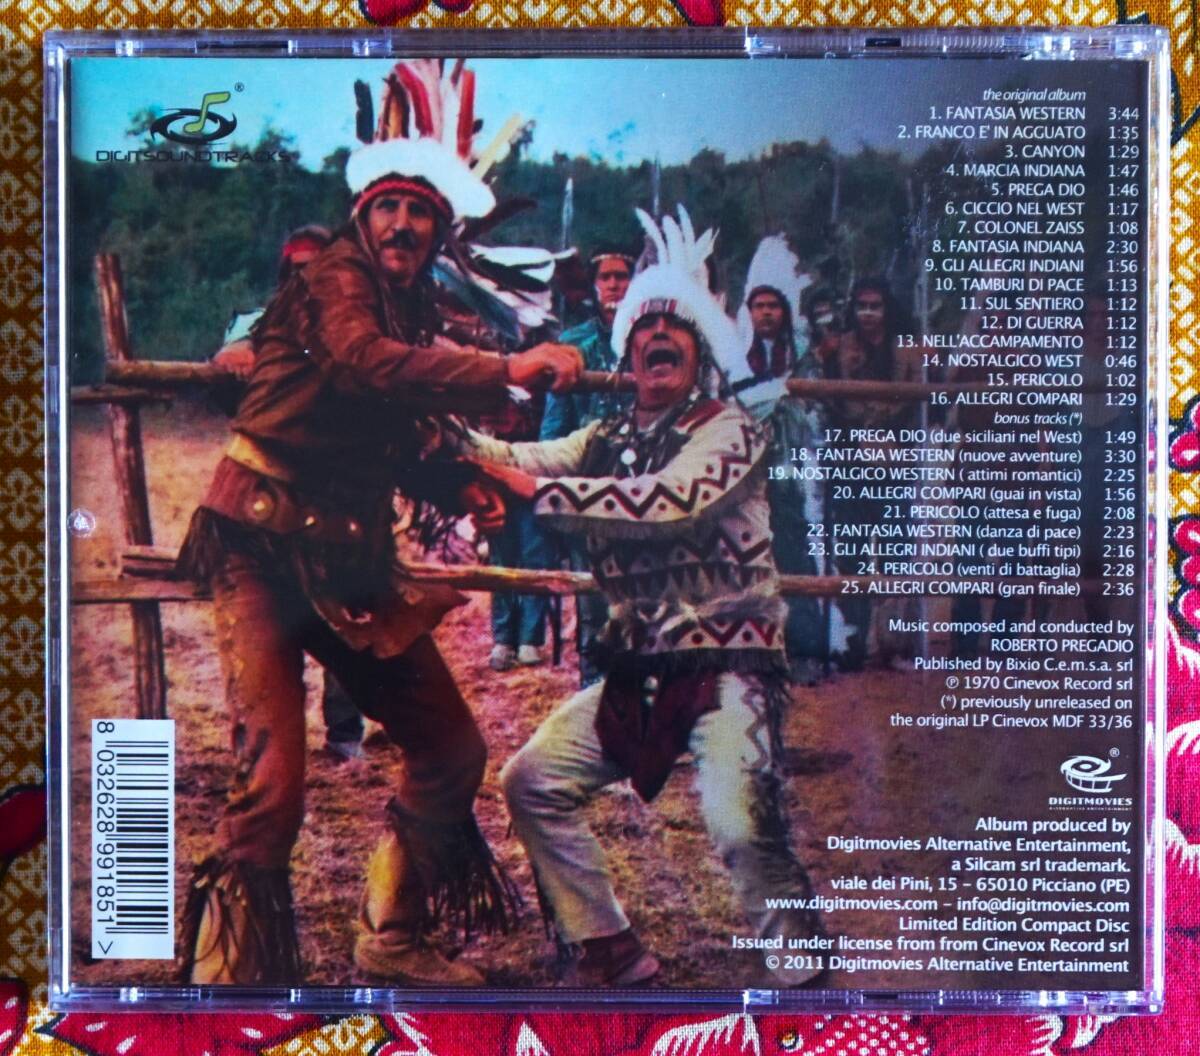 DIGITSOUNDTRACKS ®
the original album
1. FANTASIA WESTERN 3:44
2. FRANCO E' IN AGGUATO 1:35
3. CANYON 1:29
4. MARCIA INDIANA 1:47
5. PREGA DIO 1:46
6. CICCIO NEL WEST 1:17
7. COLONEL ZAISS 1:08
8. FANTASIA INDIANA 2:30
9. GLI ALLEGRI INDIANI 1:56
10. TAMBURI DI PACE 1:13
11. SUL SENTIERO 1:12
12. DI GUERRA 1:12
13. NELL'ACCAMPAMENTO 1:12
14. NOSTALGICO WEST 0:46
15. PERICOLO 1:02
16. ALLEGRI COMPARI 1:29
bonus tracks (*)
17. PREGA DIO (due siciliani nel West) 1:49
18. FANTASIA WESTERN (nuove avventure) 3:30
19. NOSTALGICO WESTERN ( attimi romantici) 2:25
20. ALLEGRI COMPARI (guai in vista) 1:56
21. PERICOLO (attesa e fuga) 2:08
22. FANTASIA WESTERN (danza di pace) 2:23
23. GLI ALLEGRI INDIANI ( due buffi tipi) 2:16
24. PERICOLO (venti di battaglia) 2:28
25. ALLEGRI COMPARI (gran finale) 2:36
Music composed and conducted by
ROBERTO PREGADIO
Published by Bixio C.e.m.s.a. srl
℗ 1970 Cinevox Record srl
(*) previously unreleased on
the original LP Cinevox MDF 33/36
®
DIGITMOVIES
ALTERNATIVE ENTERTAINMENT
Album produced by
Digitmovies Alternative Entertainment,
a Silcam srl trademark.
viale dei Pini, 15 – 65010 Picciano (PE)
www.digitmovies.com – info@digitmovies.com
Limited Edition Compact Disc
Issued under license from from Cinevox Record srl
© 2011 Digitmovies Alternative Entertainment
8 032628 991851 >